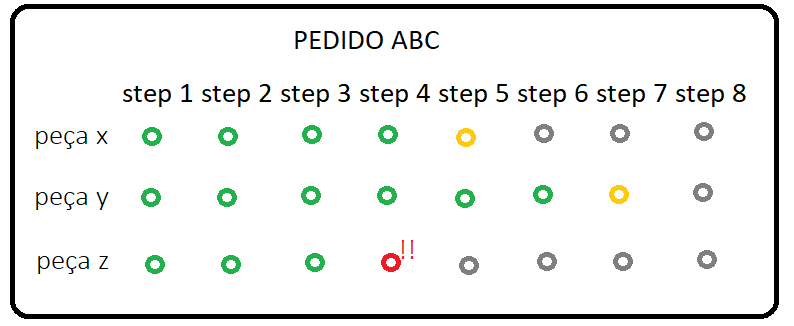 PEDIDO ABC
step 1 step 2 step 3 step 4 step 5 step 6 step 7 step 8
peça x
peça y
peça z !!